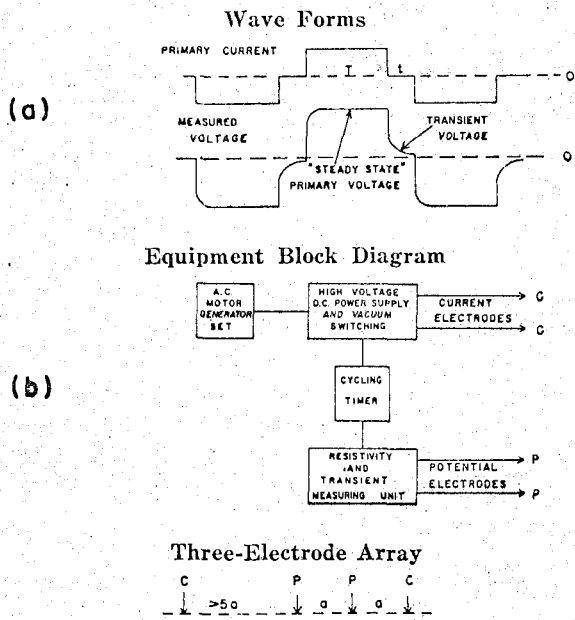 Wave Forms
PRIMARY CURRENT
T
t
O
(a)
MEASURED
VOLTAGE
TRANSIENT
VOLTAGE
O
"STEADY STATE"
PRIMARY VOLTAGE
Equipment Block Diagram
A.C.
MOTOR
GENERATOR
SET
HIGH VOLTAGE
D.C. POWER SUPPLY
AND VACUUM
SWITCHING
C
CURRENT
ELECTRODES
C
(b)
CYCLING
TIMER
RESISTIVITY
AND
TRANSIENT
MEASURING UNIT
P
POTENTIAL
ELECTRODES
P
Three-Electrode Array
C P P C
>5a a a